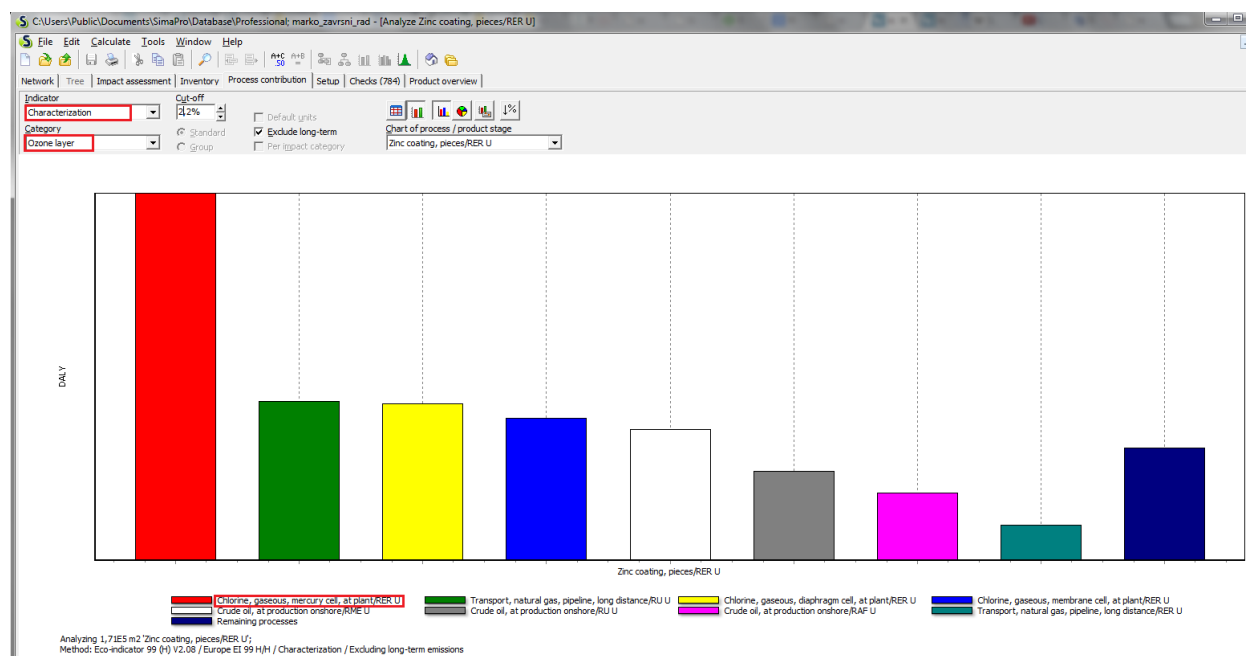 C:\Users\Public\Documents\SimaPro\Database\Professional; marko_zavrsni_rad - [Analyze Zinc coating, pieces/RER U]
File Edit Calculate Tools Window Help
A+C .50 A+B =
Network Tree Impact assessment Inventory Process contribution Setup Checks (784) Product overview
Indicator Cut-off
Characterization 2,2% Default units
Category Standard Exclude long-term Chart of process / product stage
Ozone layer Group Per impact category Zinc coating, pieces/RER U
DALY
Zinc coating, pieces/RER U
Chlorine, gaseous, mercury cell, at plant/RER U Transport, natural gas, pipeline, long distance/RU U Chlorine, gaseous, diaphragm cell, at plant/RER U Chlorine, gaseous, membrane cell, at plant/RER U
Crude oil, at production onshore/RME U Crude oil, at production onshore/RU U Crude oil, at production onshore/RAF U Transport, natural gas, pipeline, long distance/RER U
Remaining processes
Analyzing 1,71E5 m2 'Zinc coating, pieces/RER U';
Method: Eco-indicator 99 (H) V2.08 / Europe EI 99 H/H / Characterization / Excluding long-term emissions